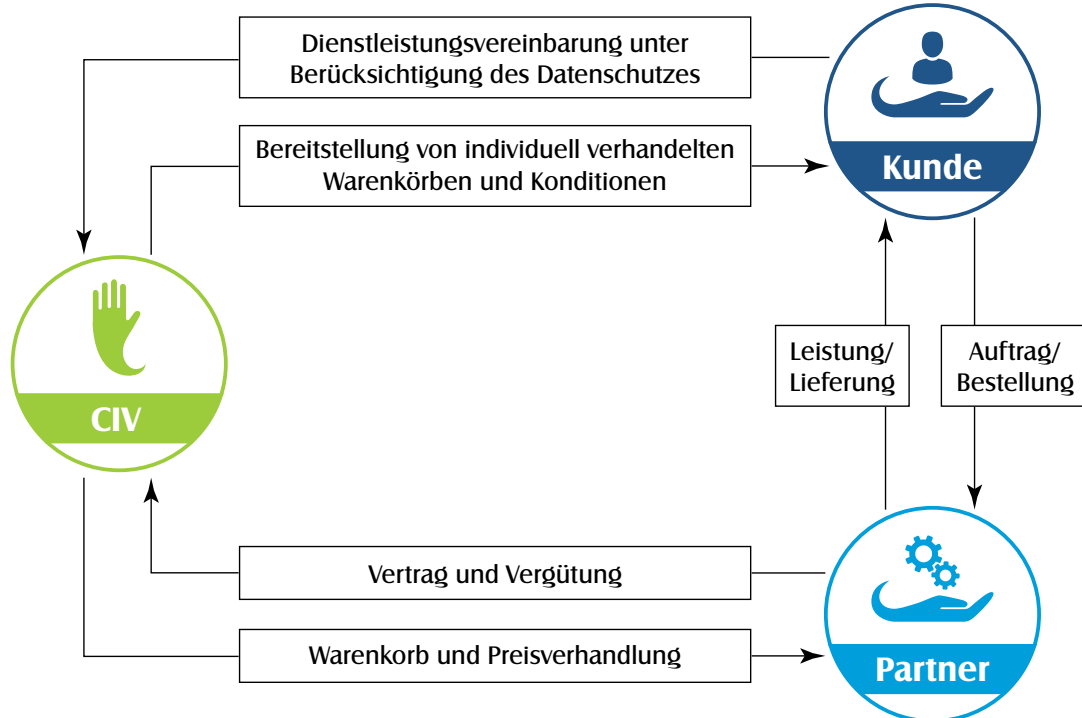 Dienstleistungsvereinbarung unter
Berücksichtigung des Datenschutzes
Kunde
Bereitstellung von individuell verhandelten
Warenkörben und Konditionen
CIV
Leistung/
Lieferung
Auftrag/
Bestellung
Vertrag und Vergütung
Warenkorb und Preisverhandlung
Partner